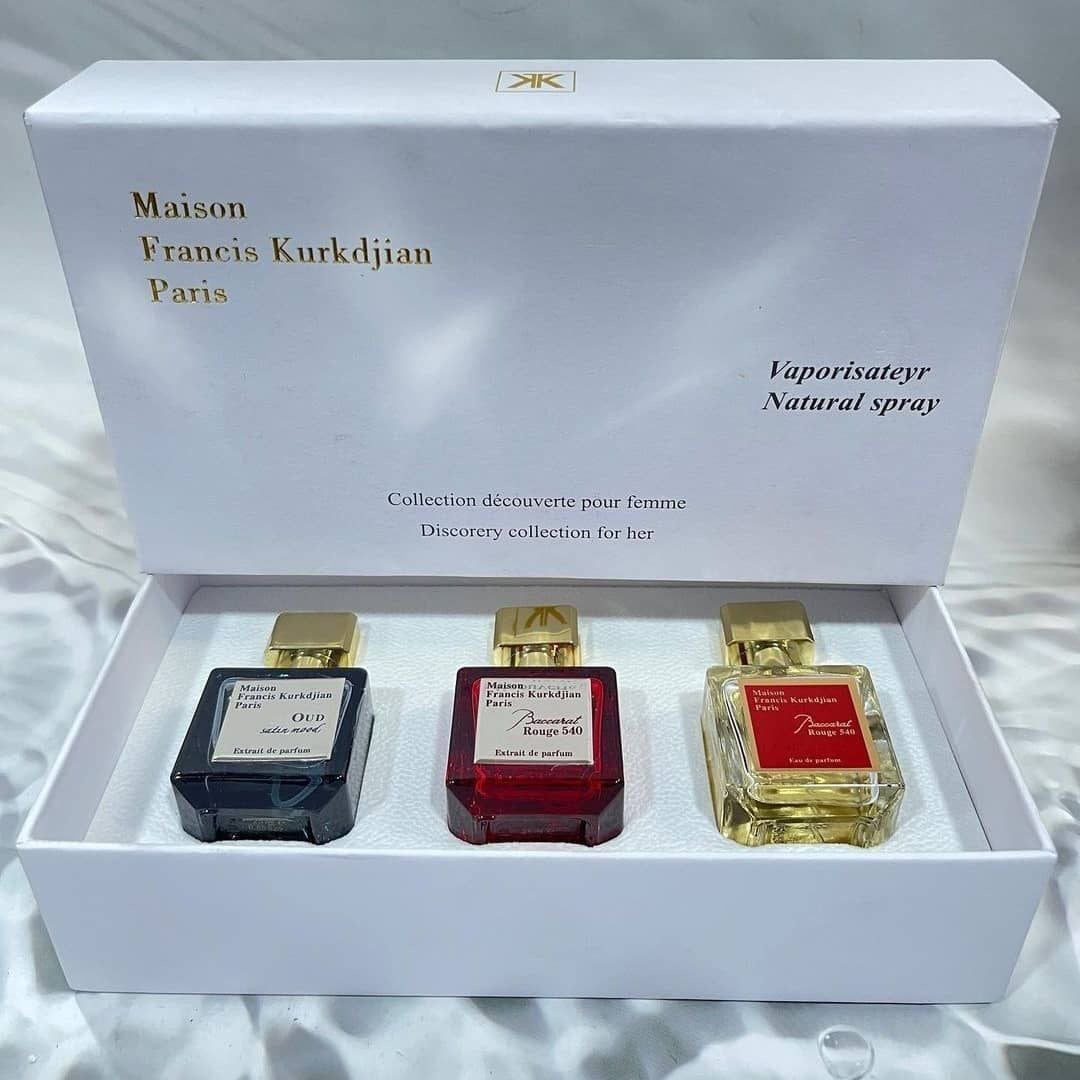 Maison
Francis Kurkdjian
Paris
Vaporisateyr
Natural spray
Collection découverte pour femme
Discorery collection for her
Maison
Francis Kurkdjian
Paris
OUD
satin mood
Extrait de parfum
Maison
Francis Kurkdjian
Paris
Baccarat
Rouge 540
Extrait de parfum
Maison
Francis Kurkdjian
Paris
Baccarat
Rouge 540
Eau de parfum